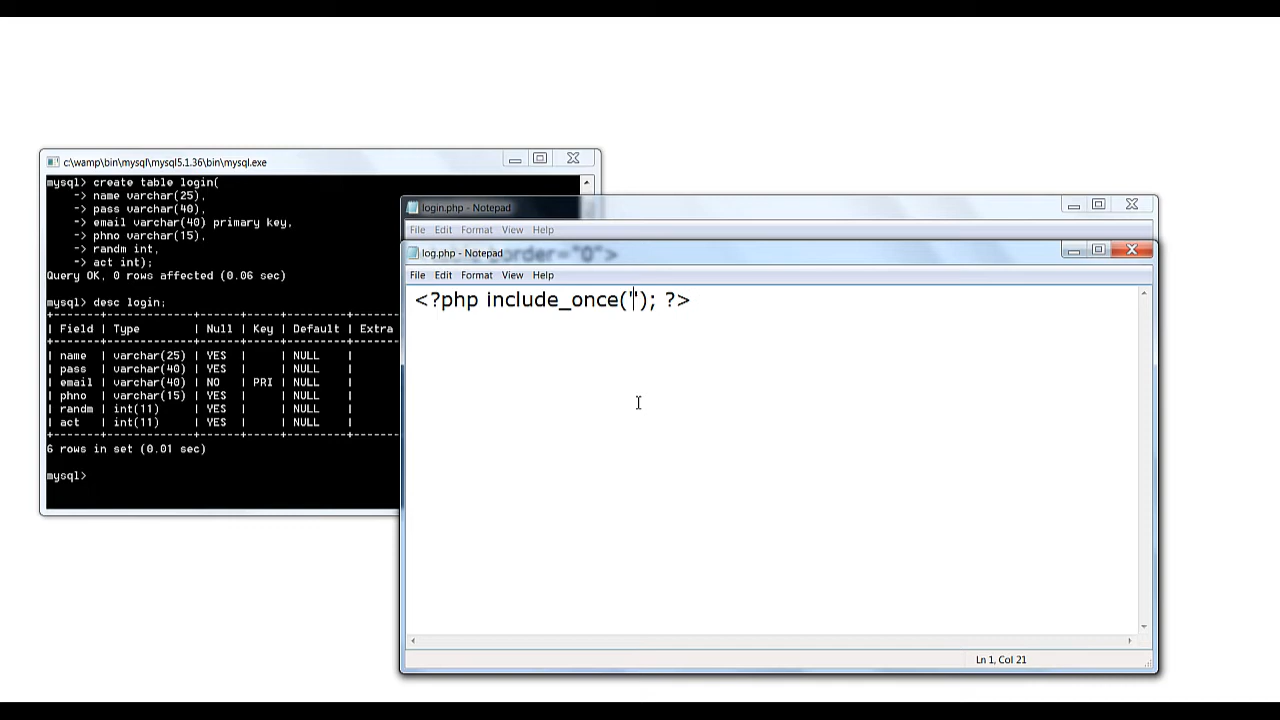 c:\wamp\bin\mysql\mysql5.1.36\bin\mysql.exe
mysql> create table login(
-> name varchar(25),
-> pass varchar(40),
-> email varchar(40) primary key,
-> phno varchar(15),
-> randm int,
-> act int);
Query OK, 0 rows affected (0.06 sec)
mysql> desc login;
+--------+-------------+------+-----+---------+-------
| Field | Type | Null | Key | Default | Extra
+--------+-------------+------+-----+---------+-------
| name | varchar(25) | YES | | NULL |
| pass | varchar(40) | YES | | NULL |
| email | varchar(40) | NO | PRI | NULL |
| phno | varchar(15) | YES | | NULL |
| randm | int(11) | YES | | NULL |
| act | int(11) | YES | | NULL |
+--------+-------------+------+-----+---------+-------
6 rows in set (0.01 sec)
mysql>
login.php - Notepad
File Edit Format View Help
order="0">
log.php - Notepad
File Edit Format View Help
<?php include_once(''); ?>
Ln 1, Col 21